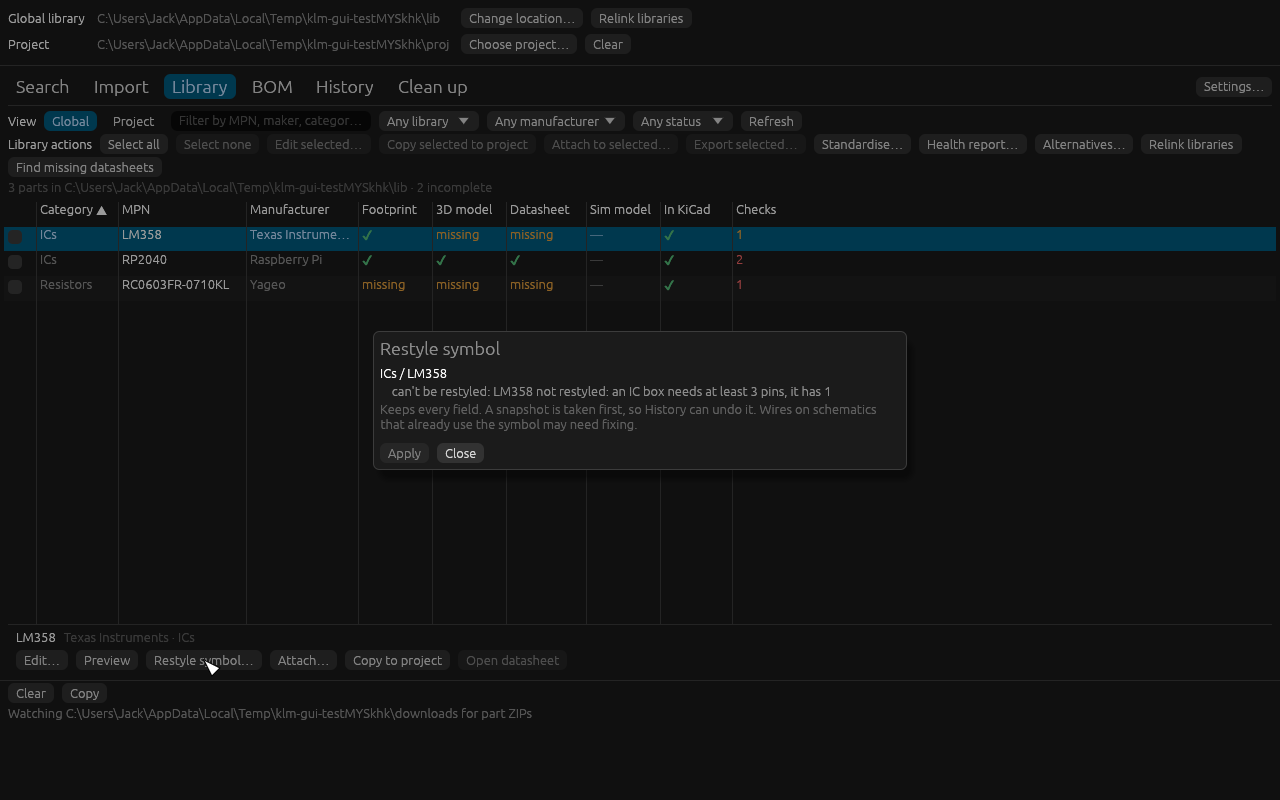 Global library C:\Users\Jack\AppData\Local\Temp\klm-gui-testMYSkhk\lib Change location… Relink libraries
Project C:\Users\Jack\AppData\Local\Temp\klm-gui-testMYSkhk\proj Choose project… Clear
Search Import Library BOM History Clean up Settings…
View Global Project Filter by MPN, maker, categor… Any library Any manufacturer Any status Refresh
Library actions Select all Select none Edit selected… Copy selected to project Attach to selected… Export selected… Standardise… Health report… Alternatives… Relink libraries
Find missing datasheets
3 parts in C:\Users\Jack\AppData\Local\Temp\klm-gui-testMYSkhk\lib · 2 incomplete
Category ▲ MPN Manufacturer Footprint 3D model Datasheet Sim model In KiCad Checks
ICs LM358 Texas Instrume… ✔ missing missing — ✔ 1
ICs RP2040 Raspberry Pi ✔ ✔ ✔ — ✔ 2
Resistors RC0603FR-0710KL Yageo missing missing missing — ✔ 1
Restyle symbol
ICs / LM358
can't be restyled: LM358 not restyled: an IC box needs at least 3 pins, it has 1
Keeps every field. A snapshot is taken first, so History can undo it. Wires on schematics
that already use the symbol may need fixing.
Apply Close
LM358 Texas Instruments · ICs
Edit… Preview Restyle symbol… Attach… Copy to project Open datasheet
Clear Copy
Watching C:\Users\Jack\AppData\Local\Temp\klm-gui-testMYSkhk\downloads for part ZIPs